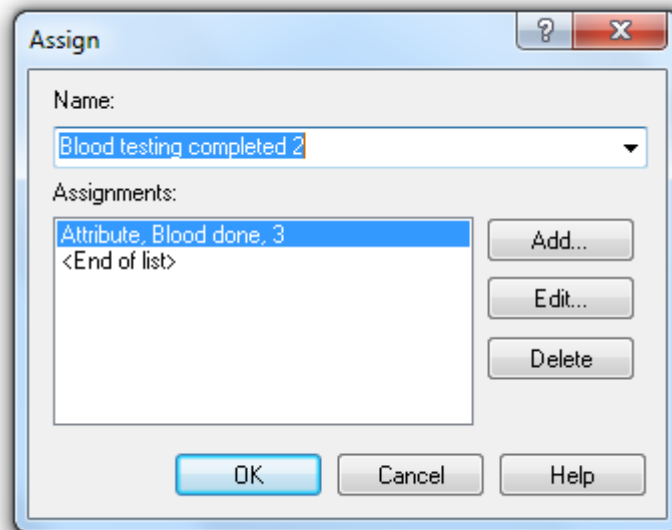 Assign
Name:
Blood testing completed 2
Assignments:
Attribute, Blood done, 3
<End of list>
Add...
Edit...
Delete
OK
Cancel
Help